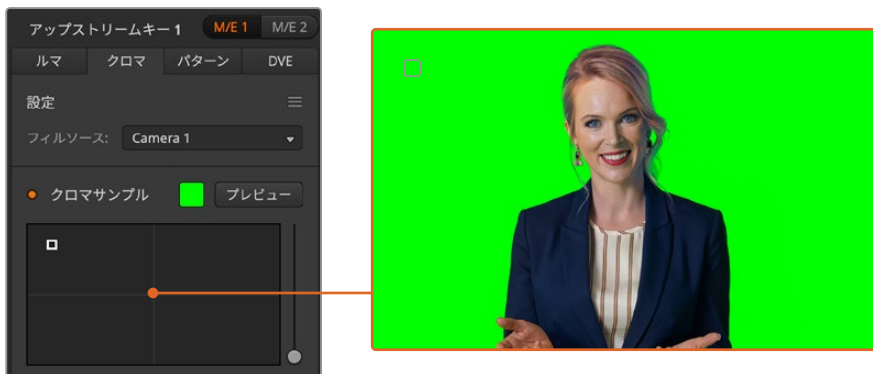 アップストリームキー 1 M/E 1 M/E 2
ルマ クロマ パターン DVE
設定
フィルソース: Camera 1
クロマサンプル プレビュー